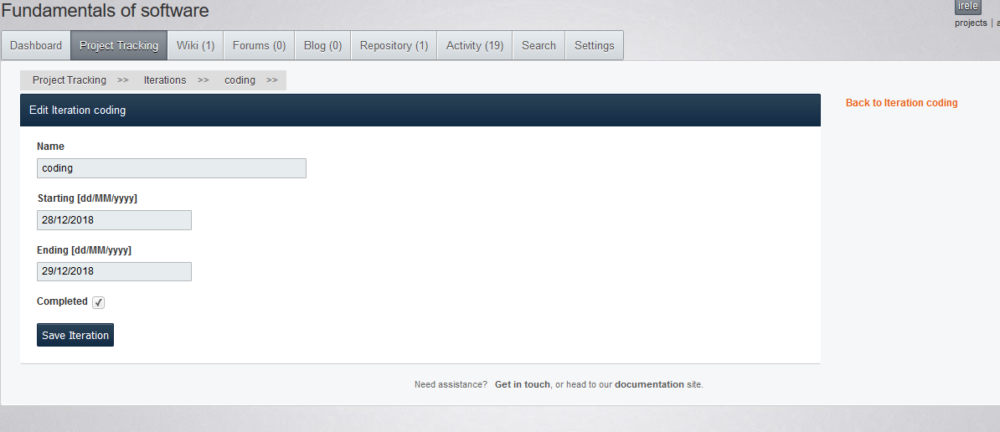 Fundamentals of software
irele
projects |
Dashboard Project Tracking Wiki (1) Forums (0) Blog (0) Repository (1) Activity (19) Search Settings
Project Tracking >> Iterations >> coding >>
Back to Iteration coding
Edit Iteration coding
Name
coding
Starting [dd/MM/yyyy]
28/12/2018
Ending [dd/MM/yyyy]
29/12/2018
Completed
Save Iteration
Need assistance? Get in touch, or head to our documentation site.